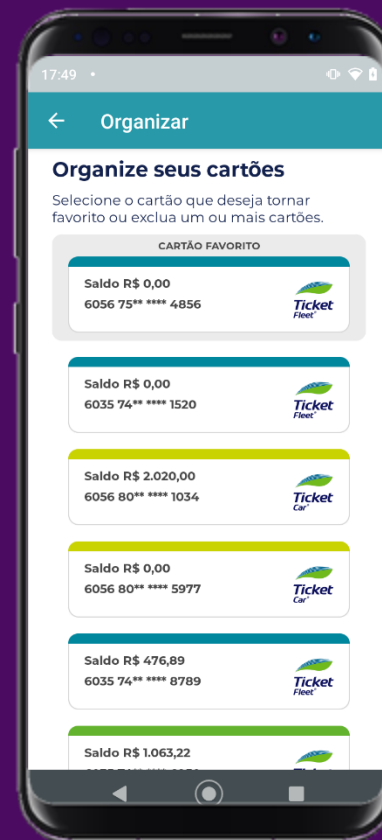 17:49
Organizar
Organize seus cartões
Selecione o cartão que deseja tornar
favorito ou exclua um ou mais cartões.
CARTÃO FAVORITO
Saldo R$ 0,00
6056 75** **** 4856
Ticket
Fleet
Saldo R$ 0,00
6035 74** **** 1520
Ticket
Fleet
Saldo R$ 2.020,00
6056 80** **** 1034
Ticket
Car
Saldo R$ 0,00
6056 80** **** 5977
Ticket
Car
Saldo R$ 476,89
6035 74** **** 8789
Ticket
Fleet
Saldo R$ 1.063,22